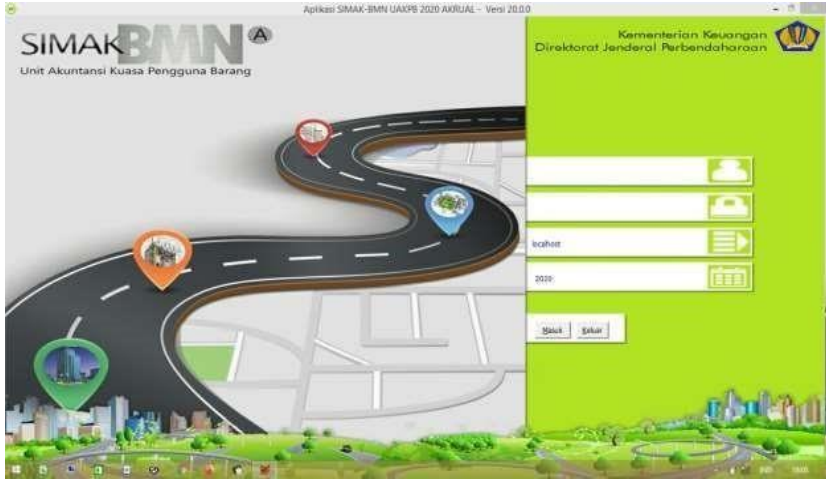 Aplikasi SIMAK-BMN UAKPB 2020 AKRUAL - Versi 20.0.0
SIMAKBMN A
Unit Akuntansi Kuasa Pengguna Barang
Kementerian Keuangan
Direktorat Jenderal Perbendaharaan
localhost
2020
Masuk Keluar